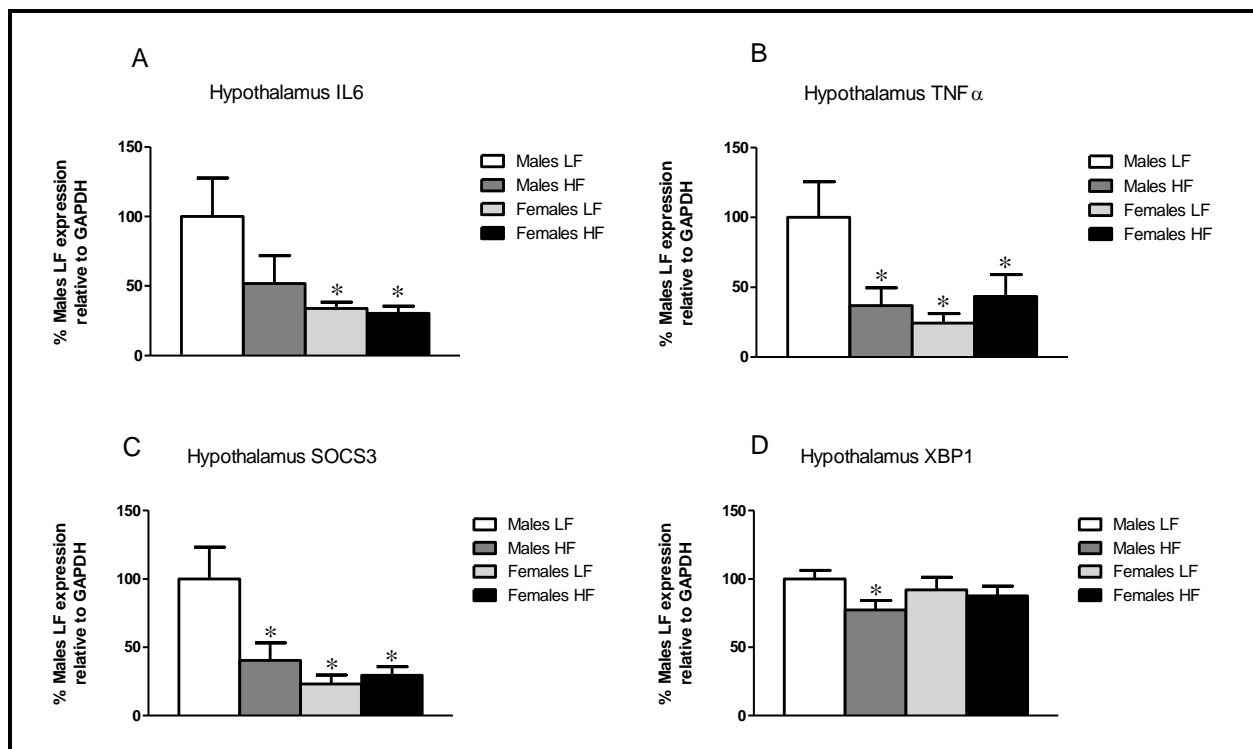 A
Hypothalamus IL6
% Males LF expression
relative to GAPDH
150
100
50
0
*
*
Males LF
Males HF
Females LF
Females HF
B
Hypothalamus TNFα
% Males LF expression
relative to GAPDH
150
100
50
0
*
*
*
Males LF
Males HF
Females LF
Females HF
C
Hypothalamus SOCS3
% Males LF expression
relative to GAPDH
150
100
50
0
*
*
*
Males LF
Males HF
Females LF
Females HF
D
Hypothalamus XBP1
% Males LF expression
relative to GAPDH
150
100
50
0
*
Males LF
Males HF
Females LF
Females HF